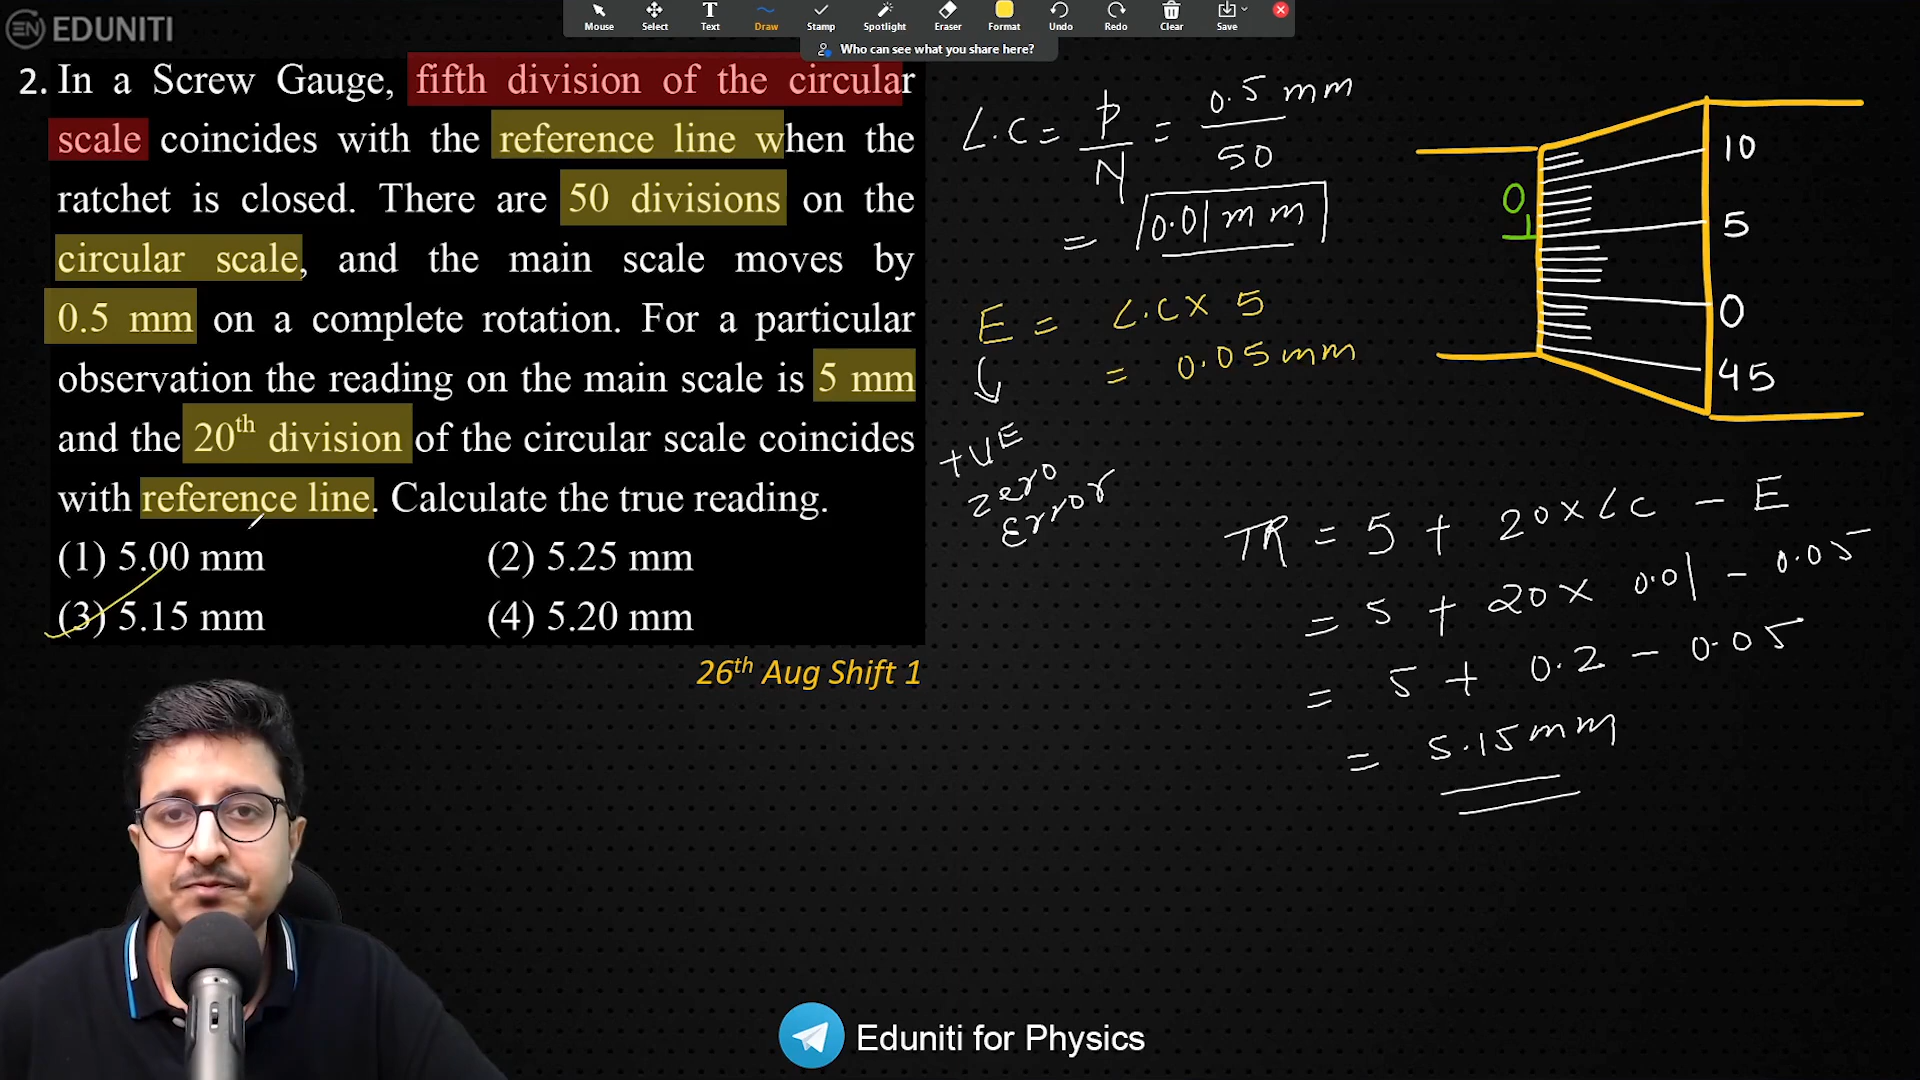 EDUNITI
Mouse Select Text Draw Stamp Spotlight Eraser Format Undo Redo Clear Save
Who can see what you share here?
2. In a Screw Gauge, fifth division of the circular
scale coincides with the reference line when the
ratchet is closed. There are 50 divisions on the
circular scale, and the main scale moves by
0.5 mm on a complete rotation. For a particular
observation the reading on the main scale is 5 mm
and the 20th division of the circular scale coincides
with reference line. Calculate the true reading.
(1) 5.00 mm (2) 5.25 mm
(3) 5.15 mm (4) 5.20 mm
26th Aug Shift 1
L.C = p/N = 0.5 mm/50
= 0.01 mm
E = L.C × 5
= 0.05 mm
+VE
Zero
Error
10
0
5
0
45
TR = 5 + 20 × LC - E
= 5 + 20 × 0.01 - 0.05
= 5 + 0.2 - 0.05
= 5.15 mm
Eduniti for Physics